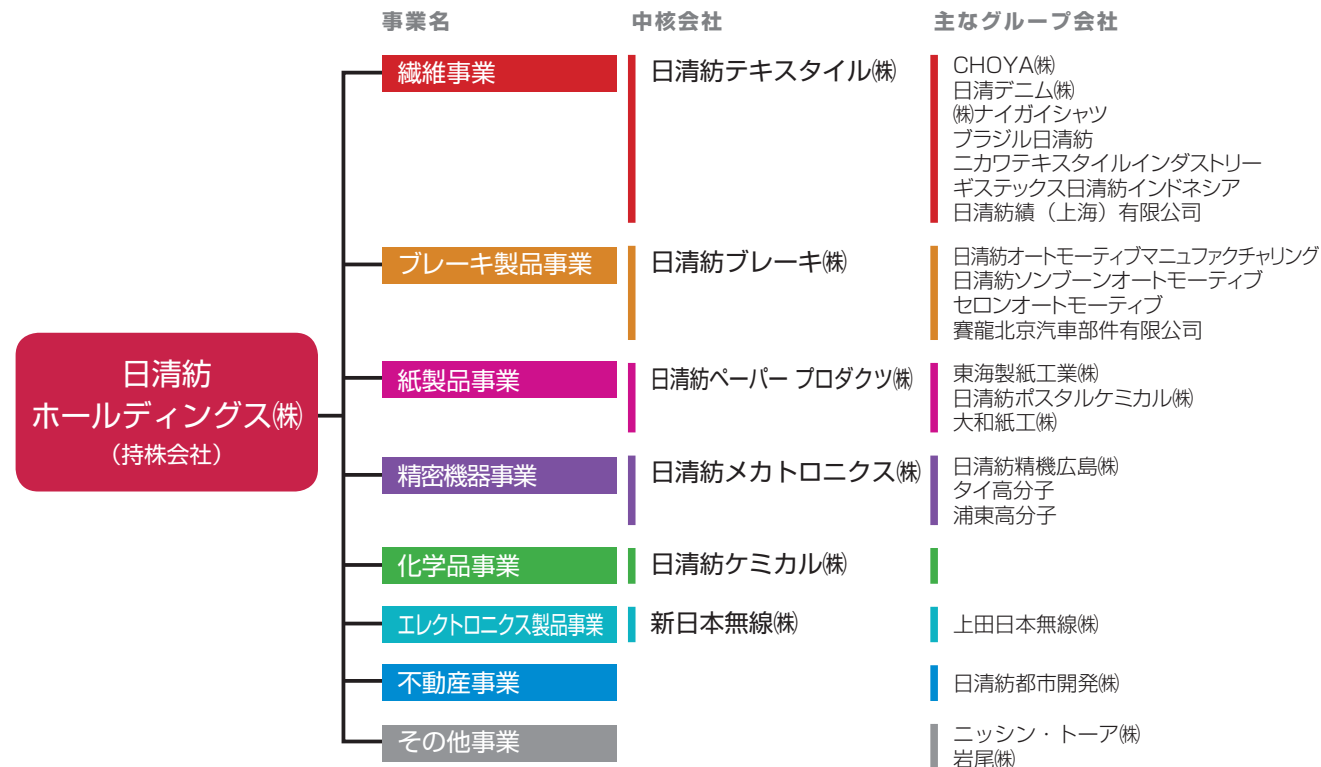 事業名
中核会社
主なグループ会社
日清紡
ホールディングス㈱
（持株会社）
繊維事業
日清紡テキスタイル㈱
CHOYA㈱
日清デニム㈱
㈱ナイガイシャツ
ブラジル日清紡
ニカワテキスタイルインダストリー
ギステックス日清紡インドネシア
日清紡績（上海）有限公司
ブレーキ製品事業
日清紡ブレーキ㈱
日清紡オートモーティブマニュファクチャリング
日清紡ソンブーンオートモーティブ
セロンオートモーティブ
賽龍北京汽車部件有限公司
紙製品事業
日清紡ペーパー プロダクツ㈱
東海製紙工業㈱
日清紡ポスタルケミカル㈱
大和紙工㈱
精密機器事業
日清紡メカトロニクス㈱
日清紡精機広島㈱
タイ高分子
浦東高分子
化学品事業
日清紡ケミカル㈱
エレクトロニクス製品事業
新日本無線㈱
上田日本無線㈱
不動産事業
日清紡都市開発㈱
その他事業
ニッシン・トーア㈱
岩尾㈱